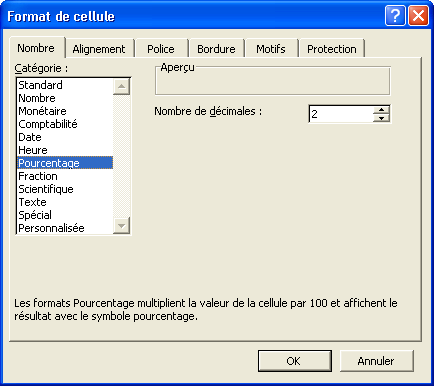 Format de cellule
Nombre Alignement Police Bordure Motifs Protection
Catégorie :
Standard
Nombre
Monétaire
Comptabilité
Date
Heure
Pourcentage
Fraction
Scientifique
Texte
Spécial
Personnalisée
Aperçu
Nombre de décimales : 2
Les formats Pourcentage multiplient la valeur de la cellule par 100 et affichent le
résultat avec le symbole pourcentage.
OK Annuler